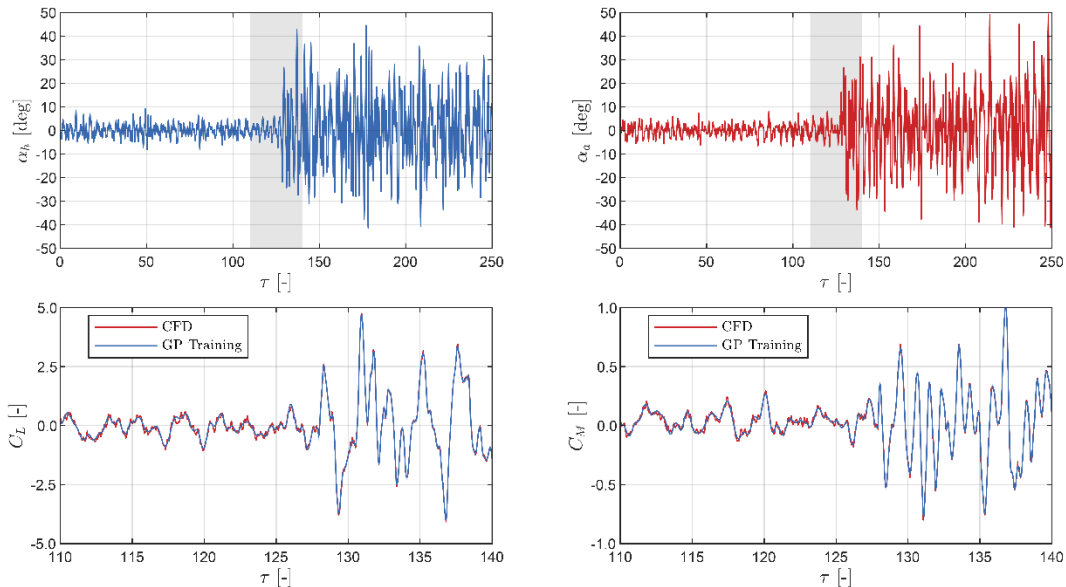 50
40
30
20
10
0
-10
-20
-30
-40
-50
α_h [deg]
0 50 100 150 200 250
τ [-]
50
40
30
20
10
0
-10
-20
-30
-40
-50
α_a [deg]
0 50 100 150 200 250
τ [-]
5.0
2.5
0.0
-2.5
-5.0
C_L [-]
CFD
GP Training
110 115 120 125 130 135 140
τ [-]
1.0
0.5
0.0
-0.5
-1.0
C_M [-]
CFD
GP Training
110 115 120 125 130 135 140
τ [-]